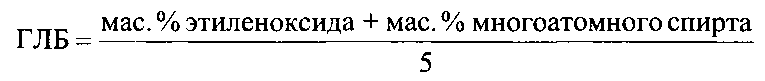 ГЛБ = мас. % этиленоксида + мас. % многоатомного спирта
5